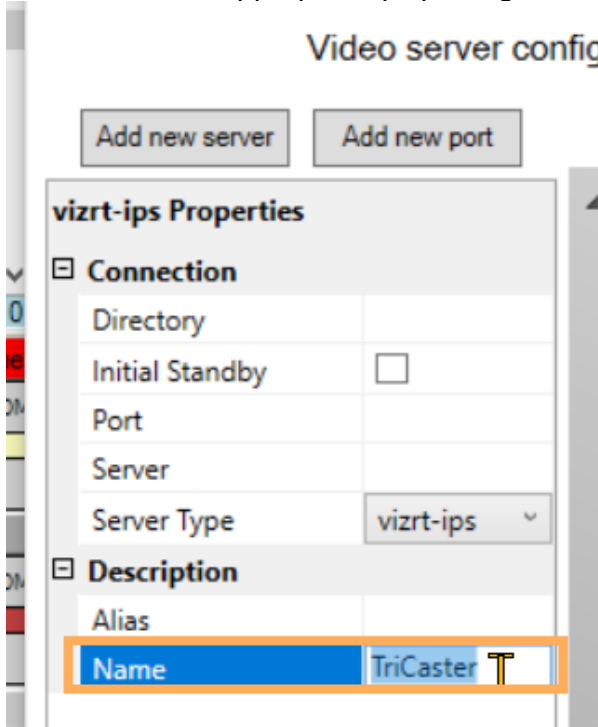 Video server config
Add new server Add new port
vizrt-ips Properties
Connection
Directory
Initial Standby
Port
Server
Server Type vizrt-ips
Description
Alias
Name TriCaster